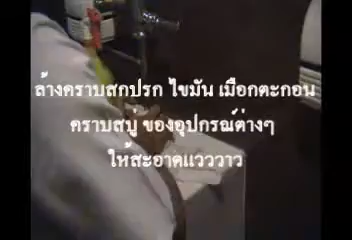 ล้างคราบสกปรก ไขมัน เมือกตะกอน
คราบสบู่ ของอุปกรณ์ต่างๆ
ให้สะอาดแวววาว